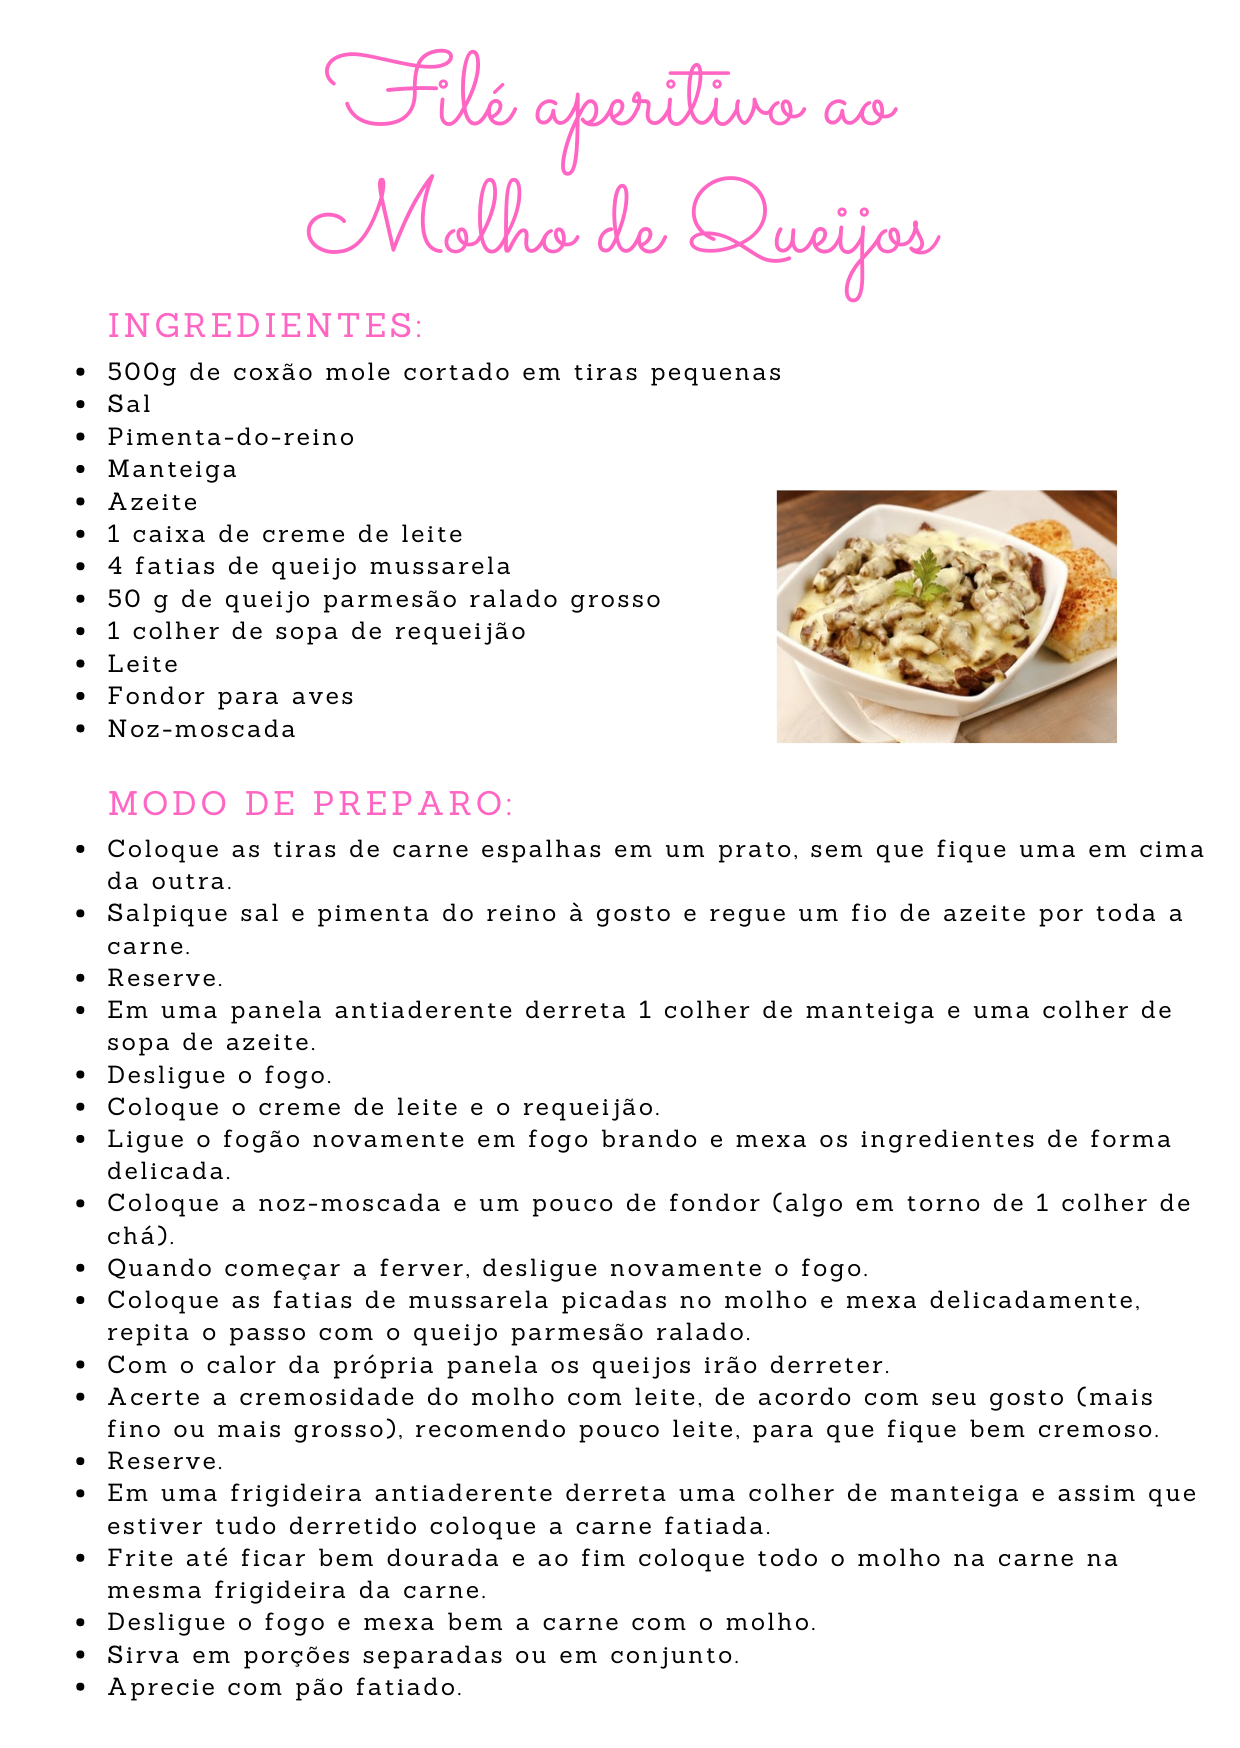 Filé aperitivo ao
Molho de Queijos
INGREDIENTES:
• 500g de coxão mole cortado em tiras pequenas
• Sal
• Pimenta-do-reino
• Manteiga
• Azeite
• 1 caixa de creme de leite
• 4 fatias de queijo mussarela
• 50 g de queijo parmesão ralado grosso
• 1 colher de sopa de requeijão
• Leite
• Fondor para aves
• Noz-moscada
MODO DE PREPARO:
• Coloque as tiras de carne espalhas em um prato, sem que fique uma em cima
da outra.
• Salpique sal e pimenta do reino à gosto e regue um fio de azeite por toda a
carne.
• Reserve.
• Em uma panela antiaderente derreta 1 colher de manteiga e uma colher de
sopa de azeite.
• Desligue o fogo.
• Coloque o creme de leite e o requeijão.
• Ligue o fogão novamente em fogo brando e mexa os ingredientes de forma
delicada.
• Coloque a noz-moscada e um pouco de fondor (algo em torno de 1 colher de
chá).
• Quando começar a ferver, desligue novamente o fogo.
• Coloque as fatias de mussarela picadas no molho e mexa delicadamente,
repita o passo com o queijo parmesão ralado.
• Com o calor da própria panela os queijos irão derreter.
• Acerte a cremosidade do molho com leite, de acordo com seu gosto (mais
fino ou mais grosso), recomendo pouco leite, para que fique bem cremoso.
• Reserve.
• Em uma frigideira antiaderente derreta uma colher de manteiga e assim que
estiver tudo derretido coloque a carne fatiada.
• Frite até ficar bem dourada e ao fim coloque todo o molho na carne na
mesma frigideira da carne.
• Desligue o fogo e mexa bem a carne com o molho.
• Sirva em porções separadas ou em conjunto.
• Aprecie com pão fatiado.